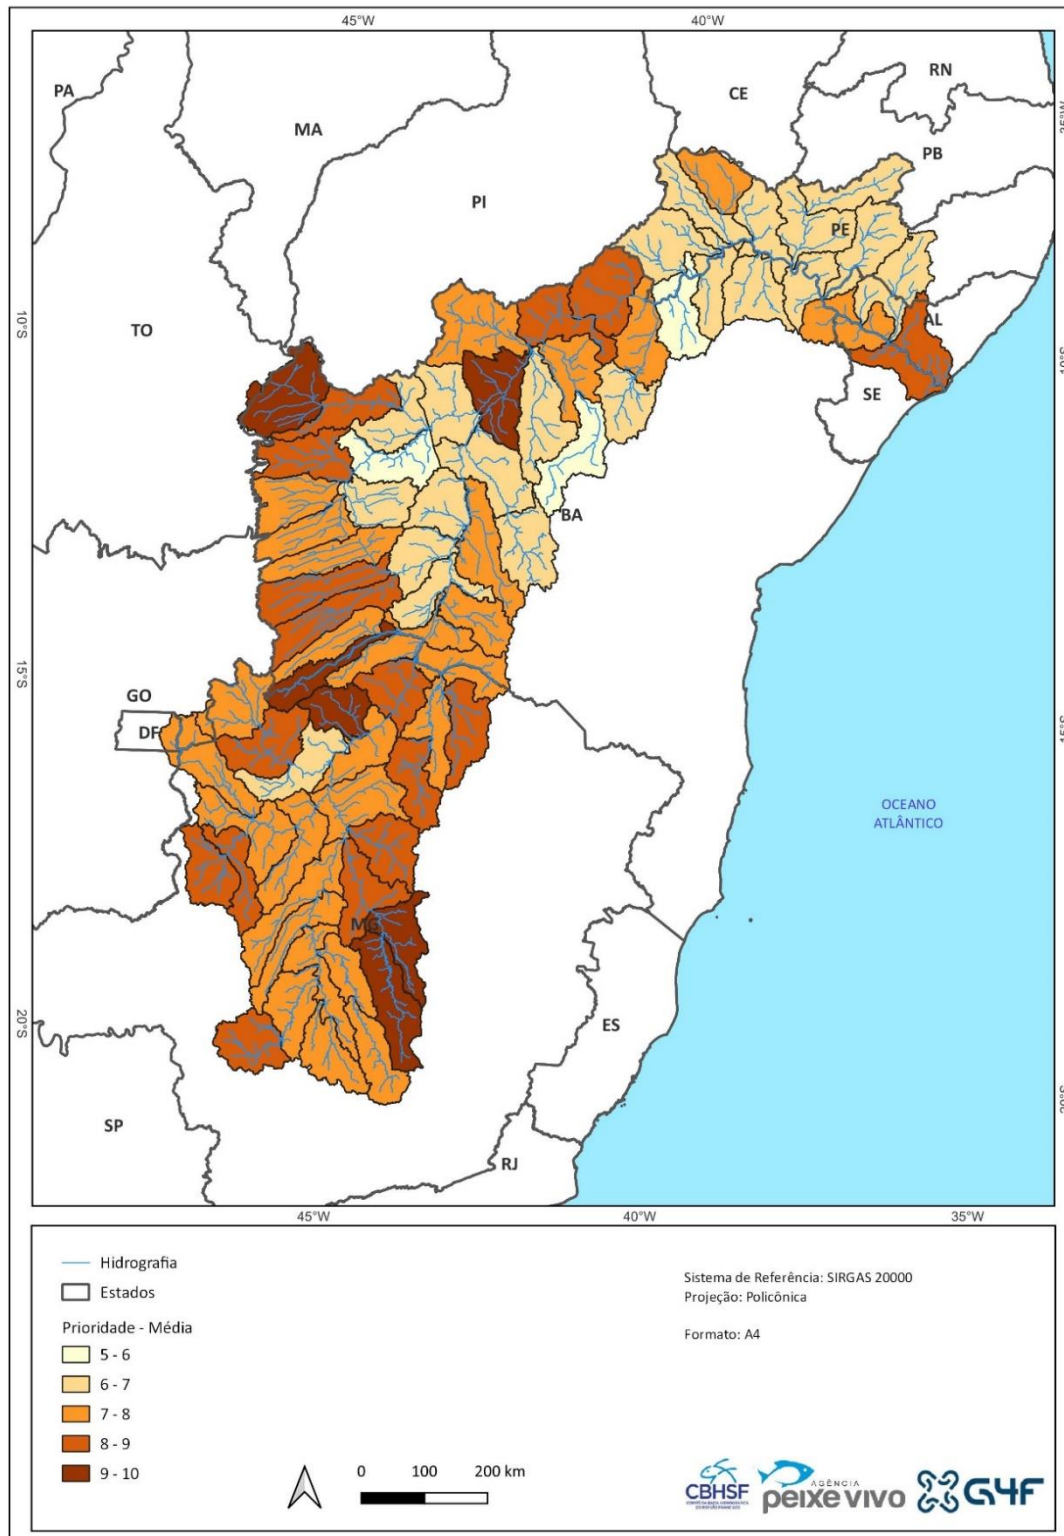 45°W 40°W
PA
RN
CE
MA
PB
PI
PE
10°S
TO
AL
SE
BA
15°S
GO
DF
15°W
OCEANO
ATLÂNTICO
MG
20°S
ES
SP
RJ
45°W 40°W 35°W
Hidrografia
Estados
Prioridade - Média
5 - 6
6 - 7
7 - 8
8 - 9
9 - 10
0 100 200 km
Sistema de Referência: SIRGAS 20000
Projeção: Policônica
Formato: A4
CBHSF
AGÊNCIA
peixe vivo
G4F